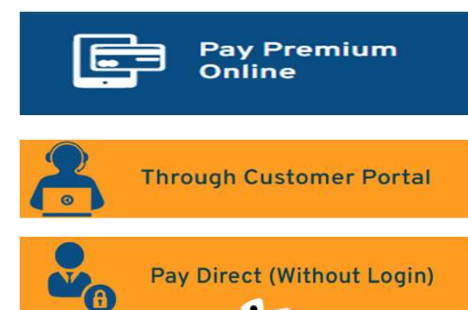 Pay Premium
Online
Through Customer Portal
Pay Direct (Without Login)